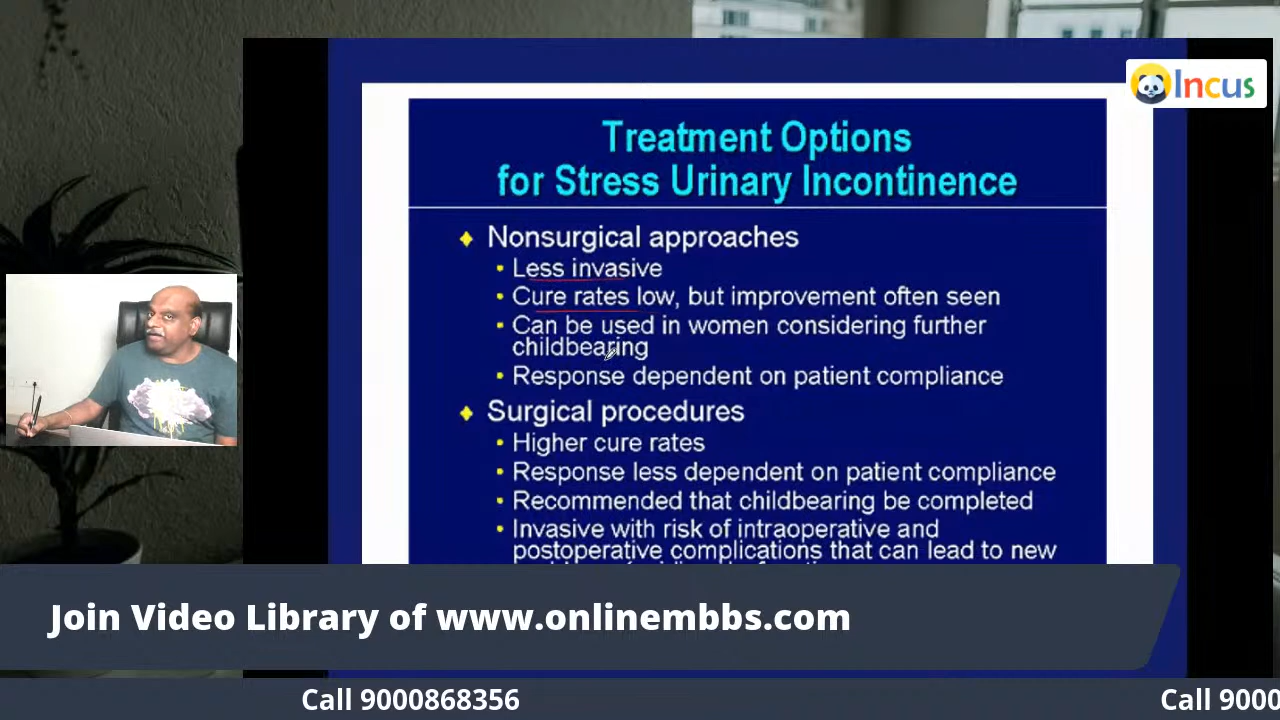 Incus
Treatment Options
for Stress Urinary Incontinence
Nonsurgical approaches
Less invasive
Cure rates low, but improvement often seen
Can be used in women considering further
childbearing
Response dependent on patient compliance
Surgical procedures
Higher cure rates
Response less dependent on patient compliance
Recommended that childbearing be completed
Invasive with risk of intraoperative and
postoperative complications that can lead to new
Join Video Library of www.onlinembbs.com
Call 9000868356
Call 9000